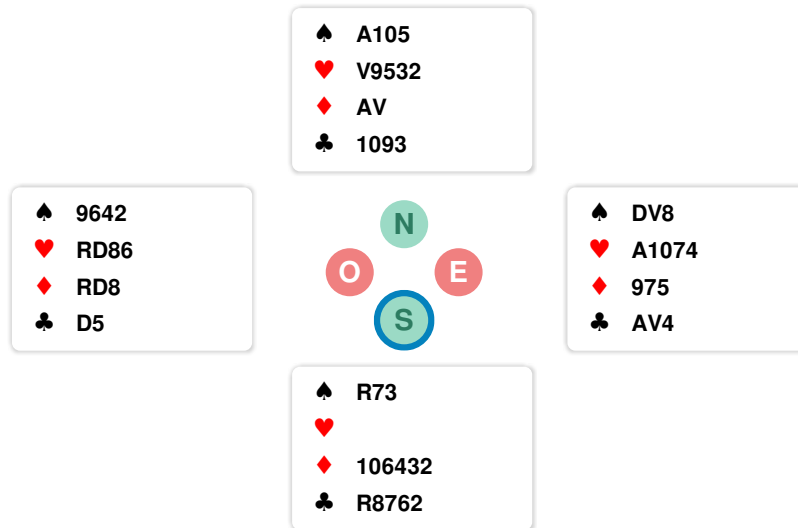 ♠ A105
♥ V9532
♦ AV
♣ 1093
♠ 9642
♥ RD86
♦ RD8
♣ D5
N
O E
S
♠ DV8
♥ A1074
♦ 975
♣ AV4
♠ R73
♥
♦ 106432
♣ R8762